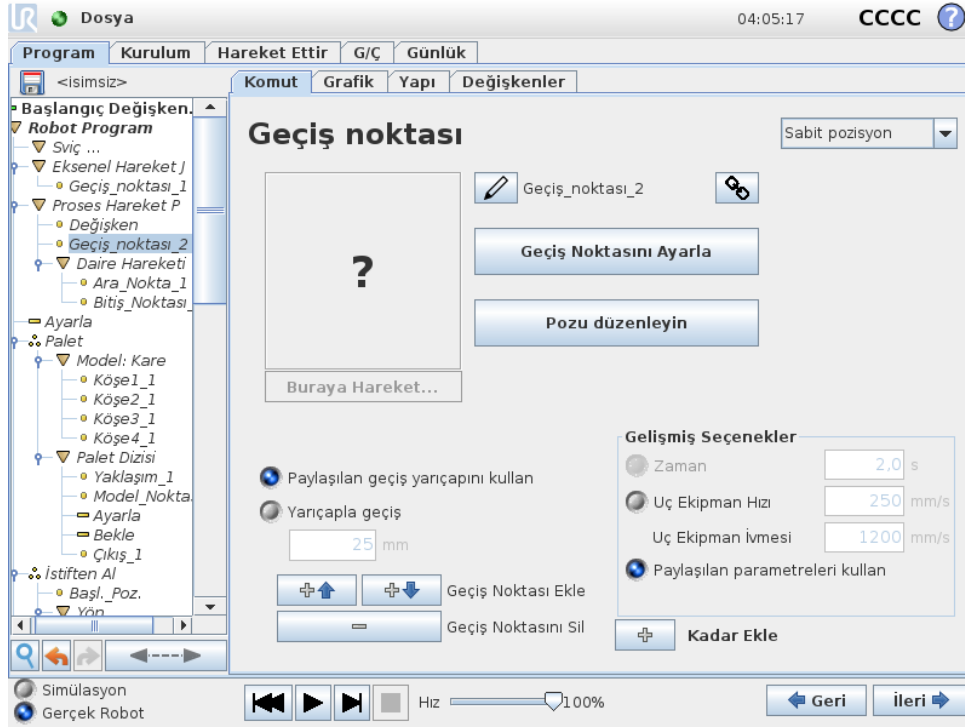 UR Dosya 04:05:17 CCCC ?
Program Kurulum Hareket Ettir G/Ç Günlük
<isimsiz>
Komut Grafik Yapı Değişkenler
Başlangıç Değişken.
Robot Program
Sviç ...
Eksenel Hareket J
Geçiş_noktası_1
Proses Hareket P
Değişken
Geçiş_noktası_2
Daire Hareketi
Ara_Nokta_1
Bitiş_Noktası_
Ayarla
Palet
Model: Kare
Köşe1_1
Köşe2_1
Köşe3_1
Köşe4_1
Palet Dizisi
Yaklaşım_1
Model_Nokta.
Ayarla
Bekle
Çıkış_1
İstiften Al
Başl._Poz.
Yön
Geçiş noktası
Sabit pozisyon
?
Buraya Hareket...
Geçiş_noktası_2
Geçiş Noktasını Ayarla
Pozu düzenleyin
Paylaşılan geçiş yarıçapını kullan
Yarıçapla geçiş
25 mm
Geçiş Noktası Ekle
Geçiş Noktasını Sil
Gelişmiş Seçenekler
Zaman 2,0 s
Uç Ekipman Hızı 250 mm/s
Uç Ekipman İvmesi 1200 mm/s
Paylaşılan parametreleri kullan
Kadar Ekle
Simülasyon
Gerçek Robot
Hız 100%
Geri İleri